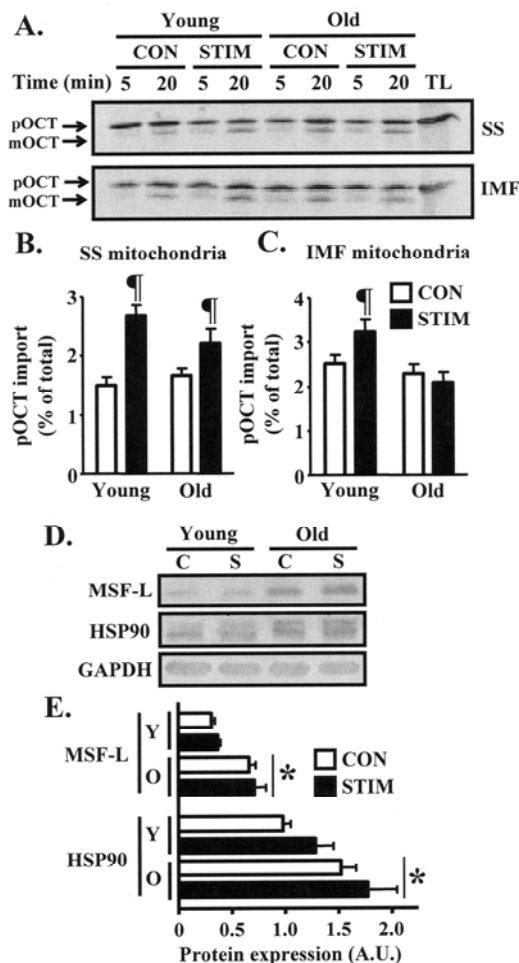 A.
Young Old
CON STIM CON STIM
Time (min) 5 20 5 20 5 20 5 20 TL
pOCT
mOCT
SS
pOCT
mOCT
IMF
B.
SS mitochondria
¶ ¶
pOCT import
(% of total)
3
2
1
0
Young Old
C.
IMF mitochondria
¶
CON
STIM
pOCT import
(% of total)
4
3
2
1
0
Young Old
D.
Young Old
C S C S
MSF-L
HSP90
GAPDH
E.
MSF-L
Y
O
*
CON
STIM
HSP90
Y
O
*
0 0.5 1.0 1.5 2.0
Protein expression (A.U.)